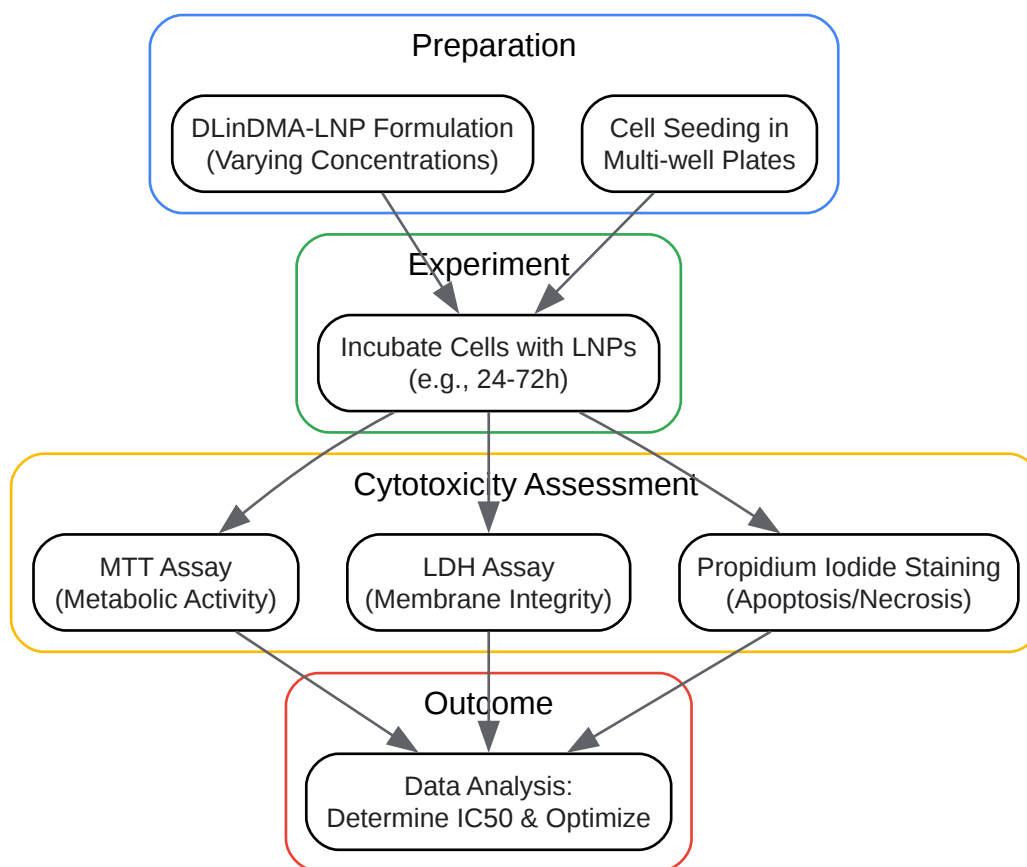 Preparation
DLinDMA-LNP Formulation
(Varying Concentrations)
Cell Seeding in
Multi-well Plates
Experiment
Incubate Cells with LNPs
(e.g., 24-72h)
Cytotoxicity Assessment
MTT Assay
(Metabolic Activity)
LDH Assay
(Membrane Integrity)
Propidium Iodide Staining
(Apoptosis/Necrosis)
Outcome
Data Analysis:
Determine IC50 & Optimize